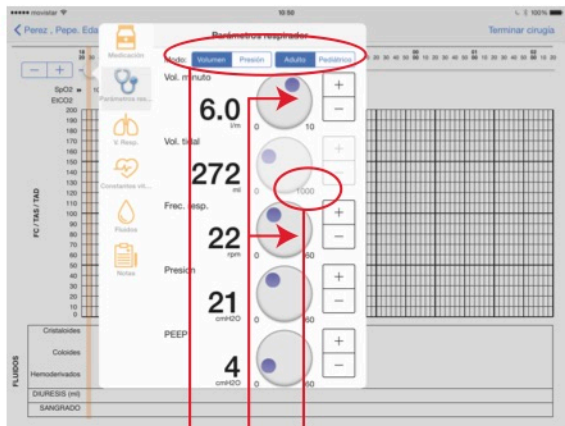 movistar 10:50 100%
Perez , Pepe. Eda
Parámetros respirador
Terminar cirugía
Medicación
Modo: Volumen Presión Adulto Pediátrico
Parámetros res...
V. Resp.
Constantes vit...
Fluidos
Notas
Vol. minuto
6.0
l/m
0 10
+
−
Vol. tidal
272
ml
0 1000
+
−
Frec. resp.
22
rpm
0 60
+
−
Presión
21
cmH2O
0 60
+
−
PEEP
4
cmH2O
0 60
+
−
− +
SpO2
EtCO2
FC / TAS / TAD
200
190
180
170
160
150
140
130
120
110
100
90
80
70
60
50
40
30
20
10
0
FLUIDOS
Cristaloides
Coloides
Hemoderivados
DIURESIS (ml)
SANGRADO